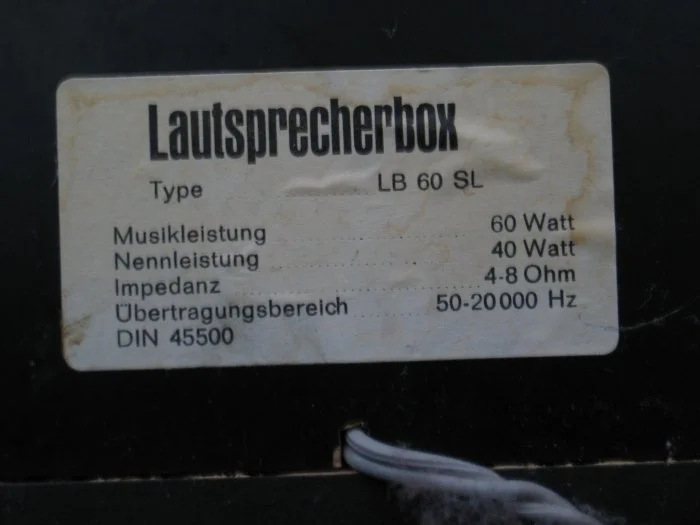 Lautsprecherbox
Type ........ LB 60 SL
Musikleistung ........ 60 Watt
Nennleistung ........ 40 Watt
Impedanz ........ 4-8 Ohm
Übertragungsbereich ........ 50-20000 Hz
DIN 45500